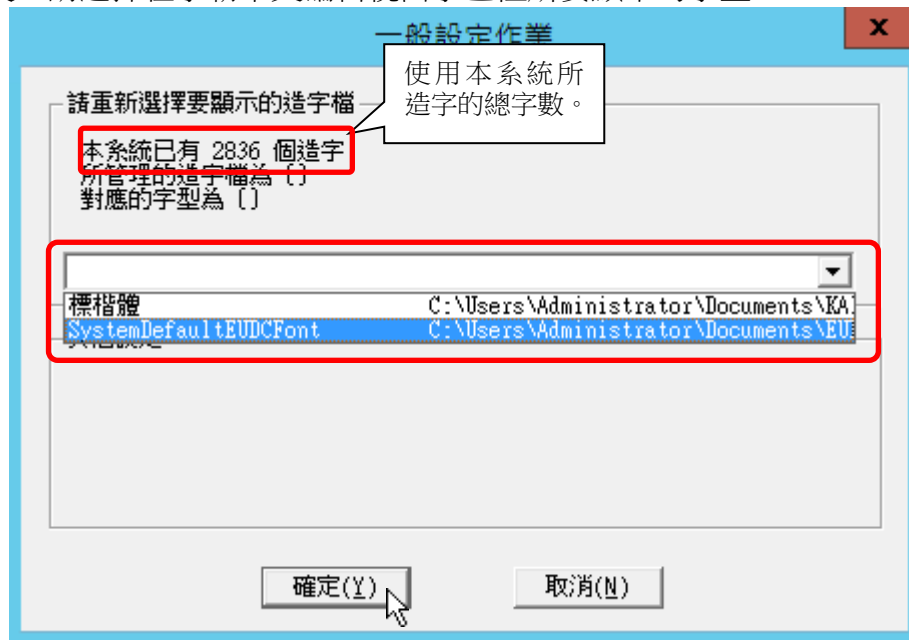 一般設定作業
x
使用本系統所
造字的總字數。
請重新選擇要顯示的造字檔
本系統已有 2836 個造字
所管理的造字檔為 ()
對應的字型為 ()
標楷體 C:\Users\Administrator\Documents\KA
SystemDefaultEUDCFont C:\Users\Administrator\Documents\EU
確定(Y)
取消(N)